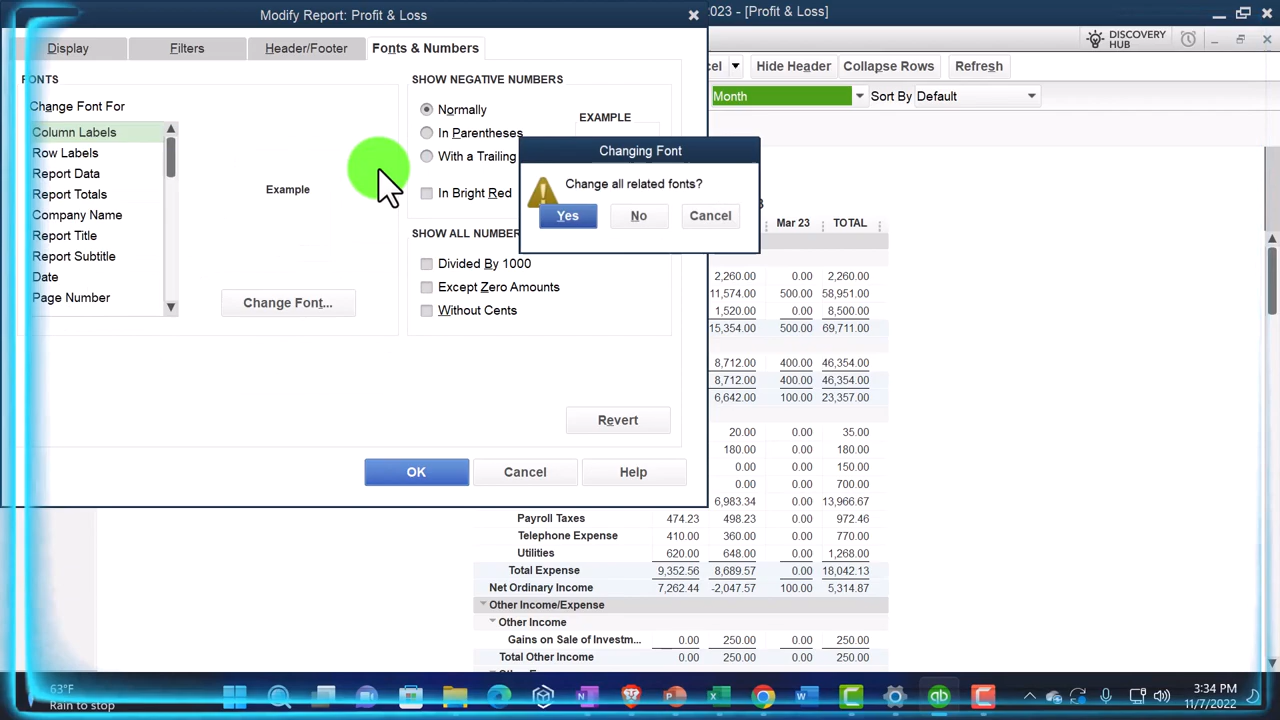 Modify Report: Profit & Loss
2023 - [Profit & Loss]
DISCOVERY
HUB
Display
Filters
Header/Footer
Fonts & Numbers
cel
Hide Header
Collapse Rows
Refresh
Month
Sort By Default
FONTS
Change Font For
Column Labels
Row Labels
Report Data
Report Totals
Company Name
Report Title
Report Subtitle
Date
Page Number
Example
Change Font...
SHOW NEGATIVE NUMBERS
Normally
In Parentheses
With a Trailing
In Bright Red
EXAMPLE
SHOW ALL NUMBER
Divided By 1000
Except Zero Amounts
Without Cents
Changing Font
Change all related fonts?
Yes
No
Cancel
Revert
OK
Cancel
Help
Mar 23 TOTAL
2,260.00 0.00 2,260.00
11,574.00 500.00 58,951.00
1,520.00 0.00 8,500.00
15,354.00 500.00 69,711.00
8,712.00 400.00 46,354.00
8,712.00 400.00 46,354.00
6,642.00 100.00 23,357.00
20.00 0.00 35.00
180.00 0.00 180.00
0.00 0.00 150.00
0.00 0.00 700.00
6,983.34 0.00 13,966.67
Payroll Taxes 474.23 498.23 0.00 972.46
Telephone Expense 410.00 360.00 0.00 770.00
Utilities 620.00 648.00 0.00 1,268.00
Total Expense 9,352.56 8,689.57 0.00 18,042.13
Net Ordinary Income 7,262.44 -2,047.57 100.00 5,314.87
Other Income/Expense
Other Income
Gains on Sale of Investm... 0.00 250.00 0.00 250.00
Total Other Income 0.00 250.00 0.00 250.00
63°F
Rain to stop
3:34 PM
11/7/2022